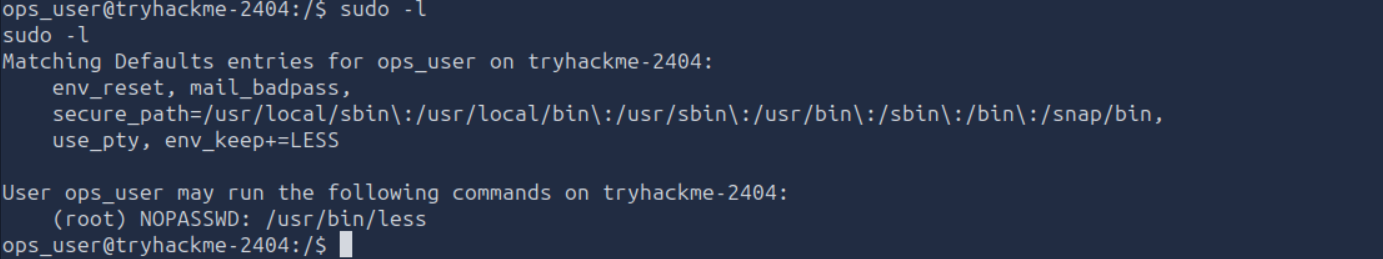 ops_user@tryhackme-2404:/$ sudo -l
sudo -l
Matching Defaults entries for ops_user on tryhackme-2404:
    env_reset, mail_badpass,
    secure_path=/usr/local/sbin\:/usr/local/bin\:/usr/sbin\:/usr/bin\:/sbin\:/bin\:/snap/bin,
    use_pty, env_keep+=LESS

User ops_user may run the following commands on tryhackme-2404:
    (root) NOPASSWD: /usr/bin/less
ops_user@tryhackme-2404:/$